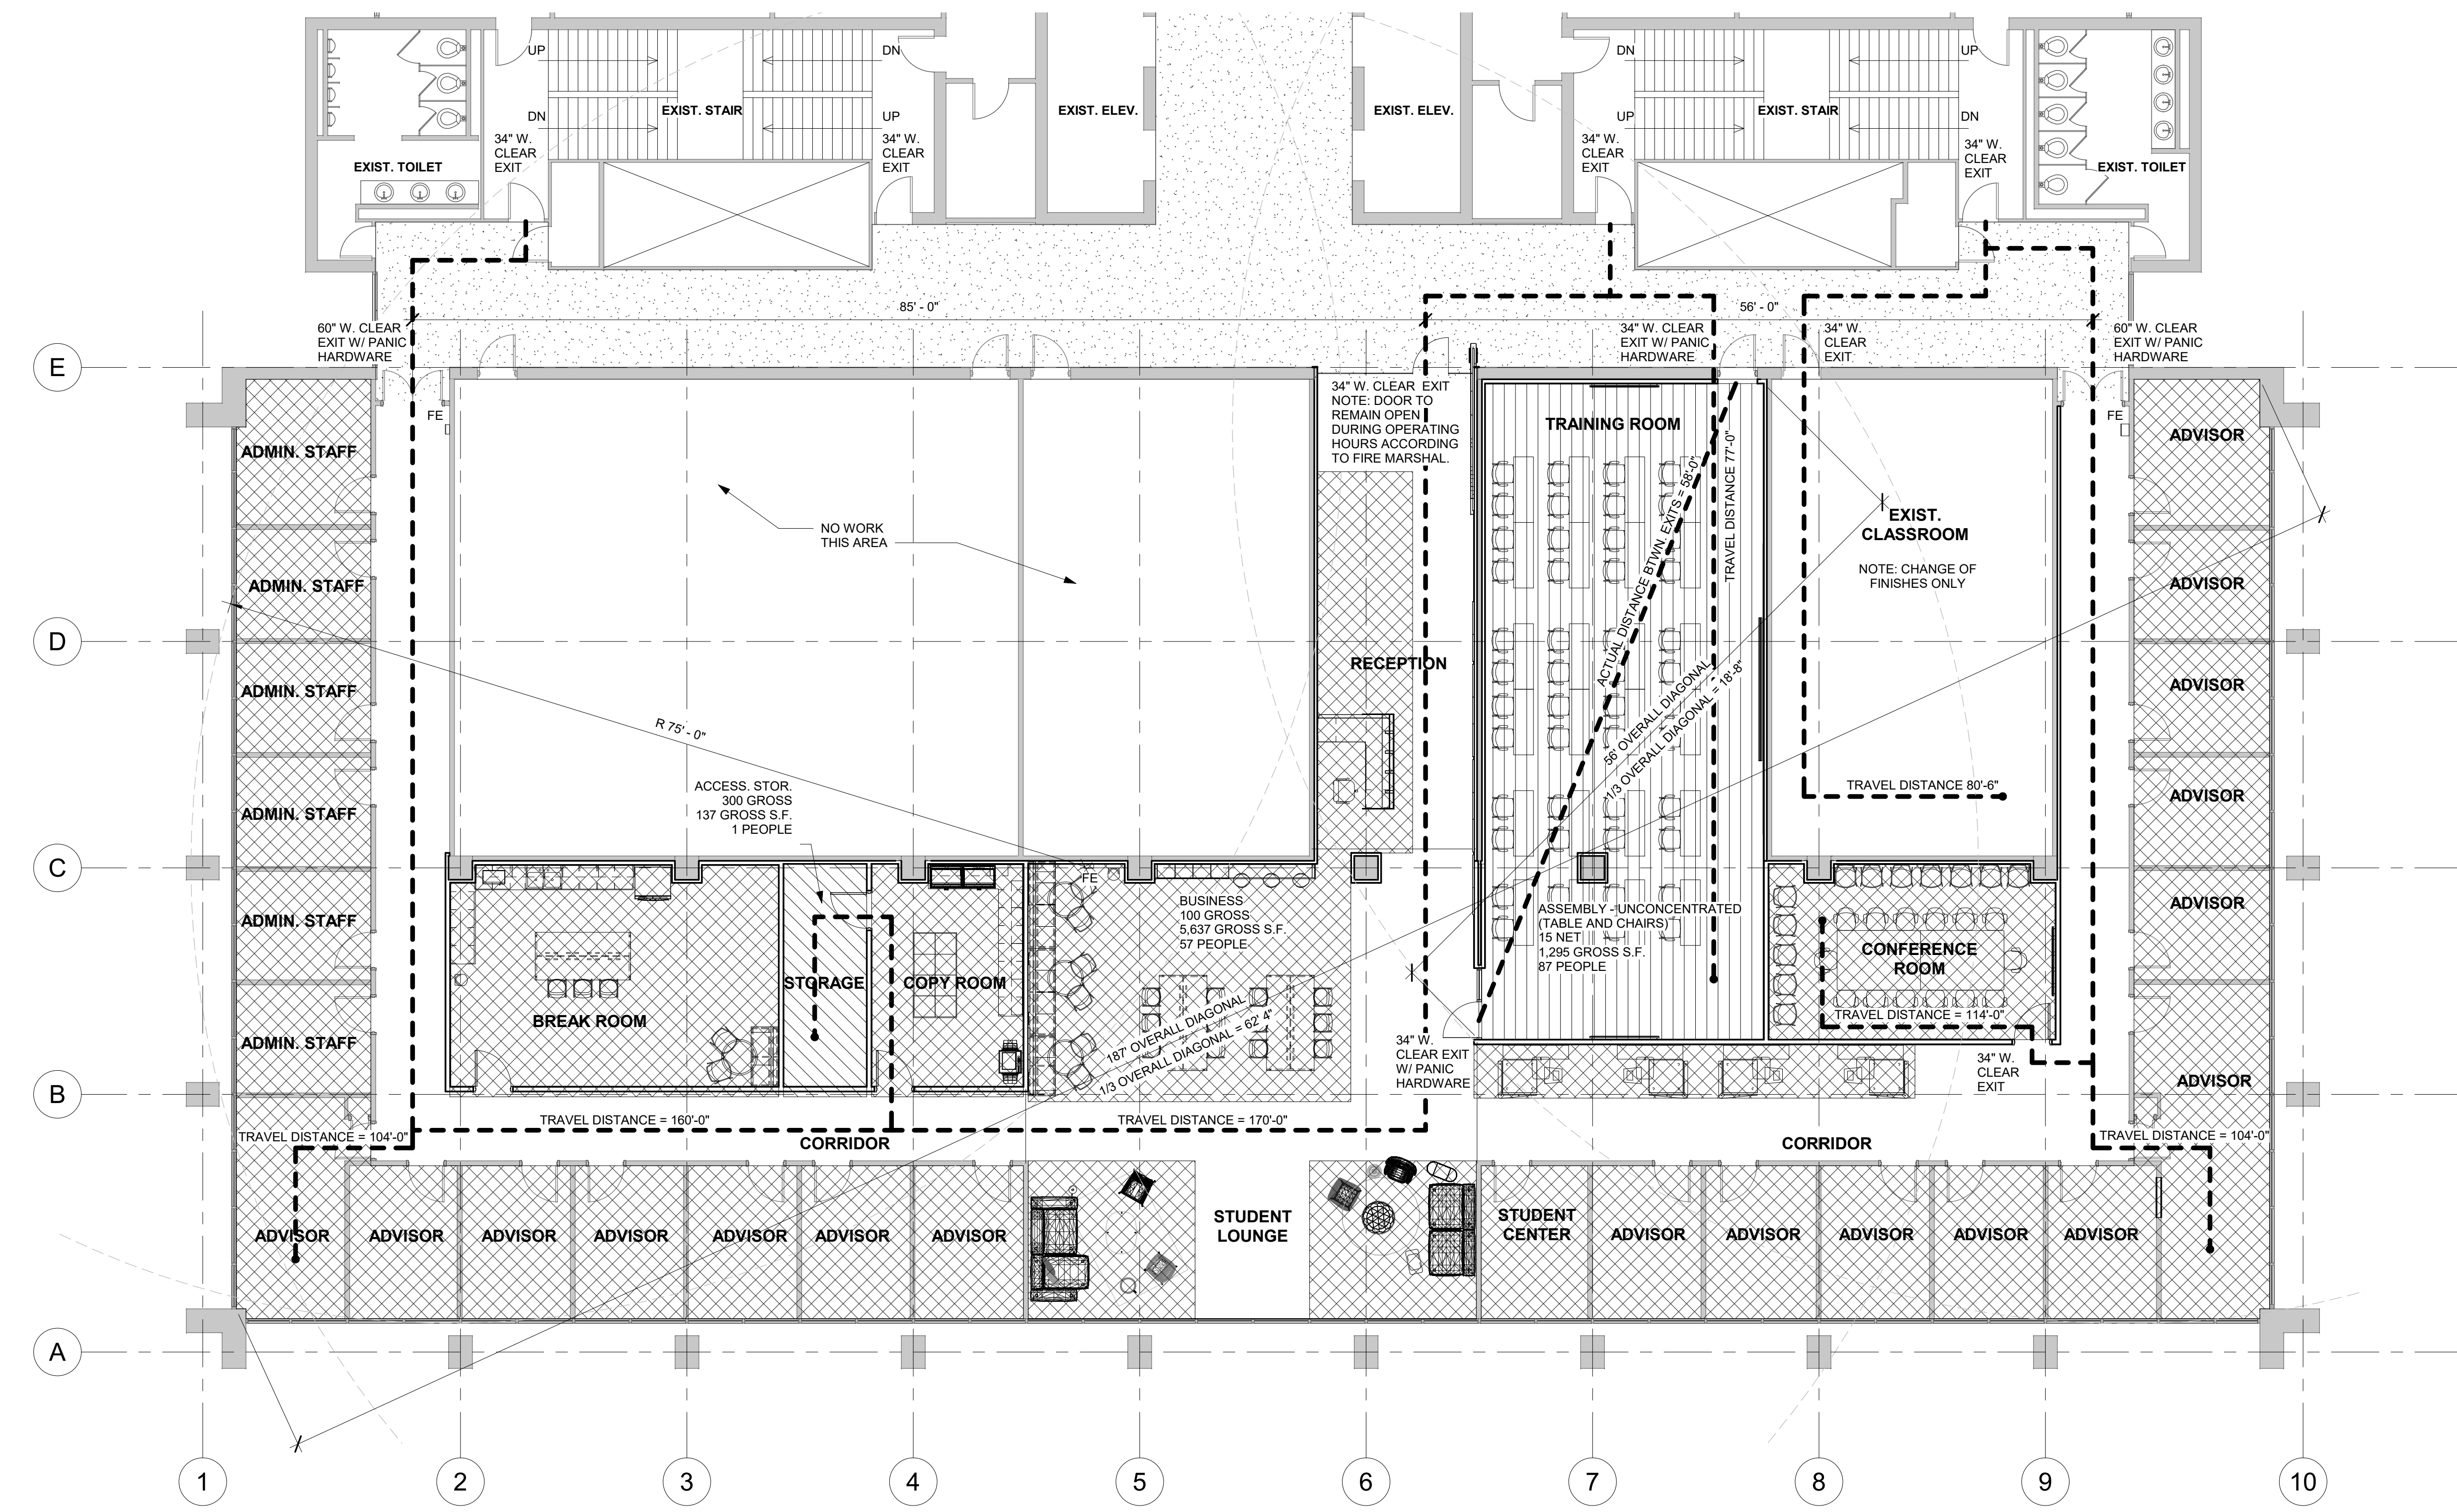 UP
DN
EXIST. STAIR
DN
UP
34" W.
CLEAR
EXIT
34" W.
CLEAR
EXIT
EXIST. TOILET
EXIST. ELEV.
EXIST. ELEV.
DN
UP
EXIST. STAIR
UP
DN
34" W.
CLEAR
EXIT
34" W.
CLEAR
EXIT
EXIST. TOILET
85' - 0"
56' - 0"
60" W. CLEAR
EXIT W/ PANIC
HARDWARE
34" W. CLEAR
EXIT W/ PANIC
HARDWARE
34" W.
CLEAR
EXIT
60" W. CLEAR
EXIT W/ PANIC
HARDWARE
E
FE
34" W. CLEAR EXIT
NOTE: DOOR TO
REMAIN OPEN
DURING OPERATING
HOURS ACCORDING
TO FIRE MARSHAL.
TRAINING ROOM
FE
ADMIN. STAFF
ADVISOR
NO WORK
THIS AREA
ACTUAL DISTANCE BTWN. EXITS = 58'-0"
TRAVEL DISTANCE 77'-0"
EXIST.
CLASSROOM
NOTE: CHANGE OF
FINISHES ONLY
ADMIN. STAFF
ADVISOR
D
RECEPTION
ADMIN. STAFF
ADVISOR
R 75' - 0"
56' OVERALL DIAGONAL
1/3 OVERALL DIAGONAL = 18'-8"
ACCESS. STOR.
300 GROSS
137 GROSS S.F.
1 PEOPLE
TRAVEL DISTANCE 80'-6"
ADMIN. STAFF
ADVISOR
C
FE
BUSINESS
100 GROSS
5,637 GROSS S.F.
57 PEOPLE
ASSEMBLY - UNCONCENTRATED
(TABLE AND CHAIRS)
15 NET
1,295 GROSS S.F.
87 PEOPLE
ADMIN. STAFF
ADVISOR
CONFERENCE
ROOM
STORAGE
COPY ROOM
BREAK ROOM
187' OVERALL DIAGONAL
1/3 OVERALL DIAGONAL = 62' 4"
TRAVEL DISTANCE = 114'-0"
ADMIN. STAFF
34" W.
CLEAR EXIT
W/ PANIC
HARDWARE
34" W.
CLEAR
EXIT
ADVISOR
B
TRAVEL DISTANCE = 104'-0"
TRAVEL DISTANCE = 160'-0"
TRAVEL DISTANCE = 170'-0"
TRAVEL DISTANCE = 104'-0"
CORRIDOR
CORRIDOR
ADVISOR
ADVISOR
ADVISOR
ADVISOR
ADVISOR
ADVISOR
ADVISOR
STUDENT
LOUNGE
STUDENT
CENTER
ADVISOR
ADVISOR
ADVISOR
ADVISOR
ADVISOR
A
1
2
3
4
5
6
7
8
9
10